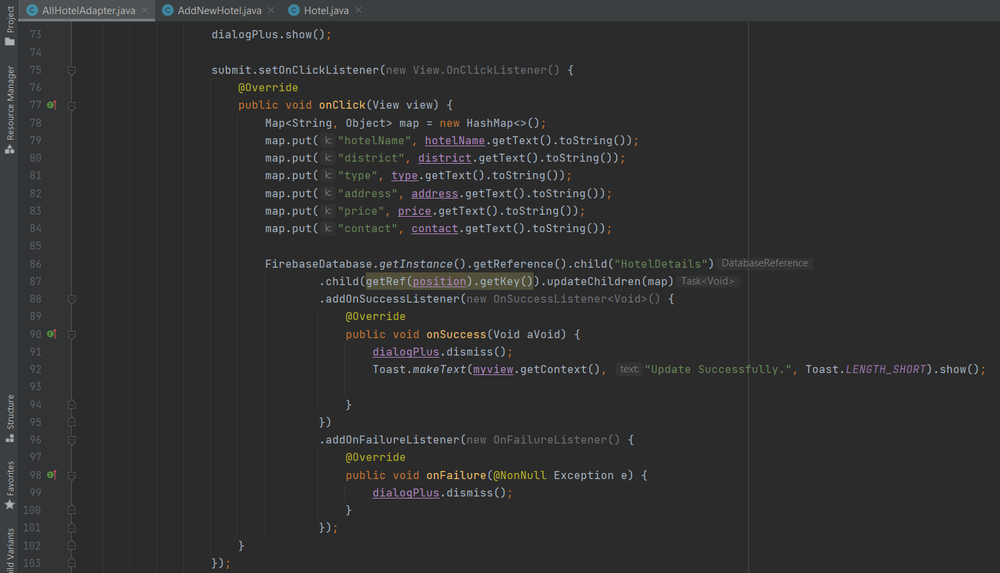 AllHotelAdapter.java AddNewHotel.java Hotel.java
Project
Resource Manager
Structure
Favorites
ild Variants
73 dialogPlus.show();
74
75 submit.setOnClickListener(new View.OnClickListener() {
76 @Override
77 public void onClick(View view) {
78 Map<String, Object> map = new HashMap<>();
79 map.put( k: "hotelName", hotelName.getText().toString());
80 map.put( k: "district", district.getText().toString());
81 map.put( k: "type", type.getText().toString());
82 map.put( k: "address", address.getText().toString());
83 map.put( k: "price", price.getText().toString());
84 map.put( k: "contact", contact.getText().toString());
85
86 FirebaseDatabase.getInstance().getReference().child("HotelDetails") DatabaseReference
87 .child(getRef(position).getKey()).updateChildren(map) Task<Void>
88 .addOnSuccessListener(new OnSuccessListener<Void>() {
89 @Override
90 public void onSuccess(Void aVoid) {
91 dialogPlus.dismiss();
92 Toast.makeText(myview.getContext(), text: "Update Successfully.", Toast.LENGTH_SHORT).show();
93
94 }
95 })
96 .addOnFailureListener(new OnFailureListener() {
97 @Override
98 public void onFailure(@NonNull Exception e) {
99 dialogPlus.dismiss();
100 }
101 });
102 }
103 });